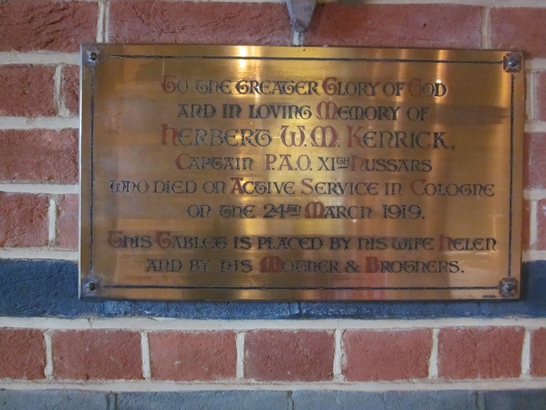 To the greater Glory of God
and in loving Memory of
Herbert W.M. Kenrick.
Captain P.A.O. XIth Hussars
who died on Active Service in Cologne
on the 24th March 1919.
This Tablet is placed by his wife Helen
and by his Mother & Brothers.